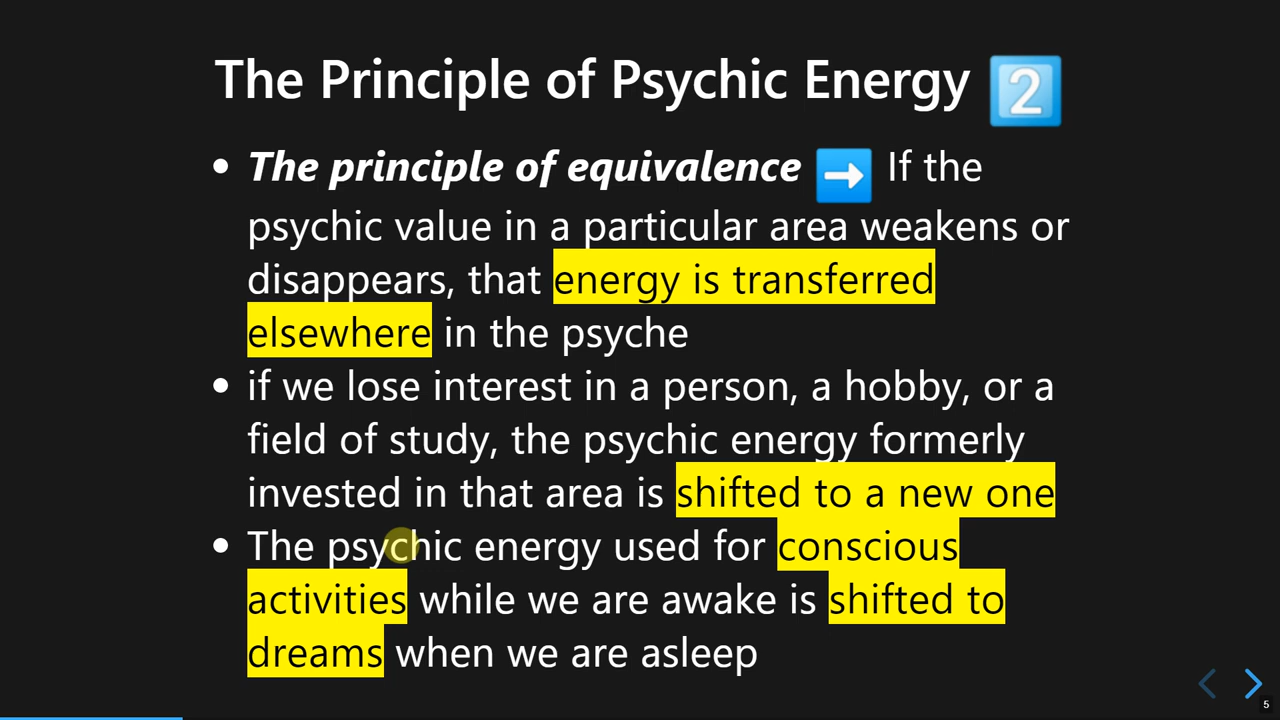 The Principle of Psychic Energy 2️⃣
• The principle of equivalence ➡️ If the
psychic value in a particular area weakens or
disappears, that energy is transferred
elsewhere in the psyche
• if we lose interest in a person, a hobby, or a
field of study, the psychic energy formerly
invested in that area is shifted to a new one
• The psychic energy used for conscious
activities while we are awake is shifted to
dreams when we are asleep
5